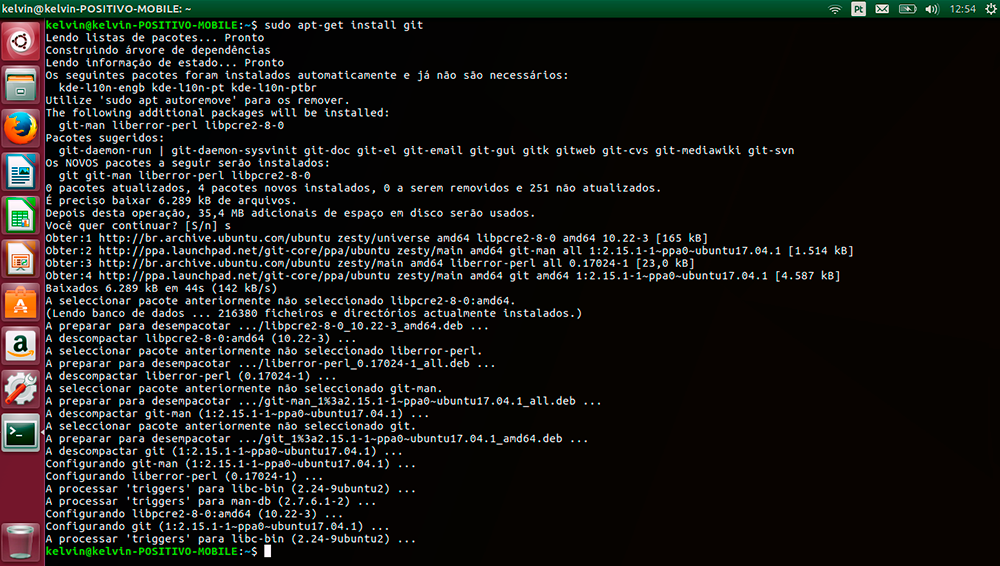 kelvin@kelvin-POSITIVO-MOBILE: ~
Pt
12:54
kelvin@kelvin-POSITIVO-MOBILE:~$ sudo apt-get install git
Lendo listas de pacotes... Pronto
Construindo árvore de dependências
Lendo informação de estado... Pronto
Os seguintes pacotes foram instalados automaticamente e já não são necessários:
  kde-l10n-engb kde-l10n-pt kde-l10n-ptbr
Utilize 'sudo apt autoremove' para os remover.
The following additional packages will be installed:
  git-man liberror-perl libpcre2-8-0
Pacotes sugeridos:
  git-daemon-run | git-daemon-sysvinit git-doc git-el git-email git-gui gitk gitweb git-cvs git-mediawiki git-svn
Os NOVOS pacotes a seguir serão instalados:
  git git-man liberror-perl libpcre2-8-0
0 pacotes atualizados, 4 pacotes novos instalados, 0 a serem removidos e 251 não atualizados.
É preciso baixar 6.289 kB de arquivos.
Depois desta operação, 35,4 MB adicionais de espaço em disco serão usados.
Você quer continuar? [S/n] s
Obter:1 http://br.archive.ubuntu.com/ubuntu zesty/universe amd64 libpcre2-8-0 amd64 10.22-3 [165 kB]
Obter:2 http://ppa.launchpad.net/git-core/ppa/ubuntu zesty/main amd64 git-man all 1:2.15.1-1~ppa0~ubuntu17.04.1 [1.514 kB]
Obter:3 http://br.archive.ubuntu.com/ubuntu zesty/main amd64 liberror-perl all 0.17024-1 [23,0 kB]
Obter:4 http://ppa.launchpad.net/git-core/ppa/ubuntu zesty/main amd64 git amd64 1:2.15.1-1~ppa0~ubuntu17.04.1 [4.587 kB]
Baixados 6.289 kB em 44s (142 kB/s)
A seleccionar pacote anteriormente não seleccionado libpcre2-8-0:amd64.
(Lendo banco de dados ... 216380 ficheiros e directórios actualmente instalados.)
A preparar para desempacotar .../libpcre2-8-0_10.22-3_amd64.deb ...
A descompactar libpcre2-8-0:amd64 (10.22-3) ...
A seleccionar pacote anteriormente não seleccionado liberror-perl.
A preparar para desempacotar .../liberror-perl_0.17024-1_all.deb ...
A descompactar liberror-perl (0.17024-1) ...
A seleccionar pacote anteriormente não seleccionado git-man.
A preparar para desempacotar .../git-man_1%3a2.15.1-1~ppa0~ubuntu17.04.1_all.deb ...
A descompactar git-man (1:2.15.1-1~ppa0~ubuntu17.04.1) ...
A seleccionar pacote anteriormente não seleccionado git.
A preparar para desempacotar .../git_1%3a2.15.1-1~ppa0~ubuntu17.04.1_amd64.deb ...
A descompactar git (1:2.15.1-1~ppa0~ubuntu17.04.1) ...
Configurando git-man (1:2.15.1-1~ppa0~ubuntu17.04.1) ...
Configurando liberror-perl (0.17024-1) ...
A processar 'triggers' para libc-bin (2.24-9ubuntu2) ...
A processar 'triggers' para man-db (2.7.6.1-2) ...
Configurando libpcre2-8-0:amd64 (10.22-3) ...
Configurando git (1:2.15.1-1~ppa0~ubuntu17.04.1) ...
A processar 'triggers' para libc-bin (2.24-9ubuntu2) ...
kelvin@kelvin-POSITIVO-MOBILE:~$